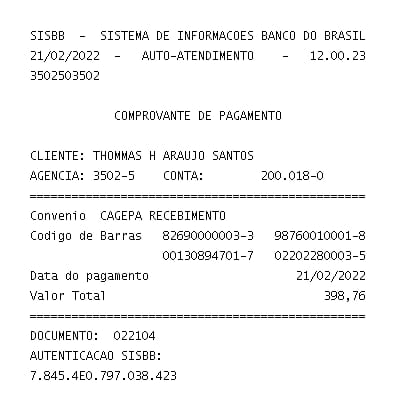 SISBB - SISTEMA DE INFORMACOES BANCO DO BRASIL
21/02/2022 - AUTO-ATENDIMENTO - 12.00.23
3502503502
COMPROVANTE DE PAGAMENTO
CLIENTE: THOMMAS H ARAUJO SANTOS
AGENCIA: 3502-5 CONTA: 200.018-0
================================================
Convenio CAGEPA RECEBIMENTO
Codigo de Barras 82690000003-3 98760010001-8
00130894701-7 02202280003-5
Data do pagamento 21/02/2022
Valor Total 398,76
================================================
DOCUMENTO: 022104
AUTENTICACAO SISBB:
7.845.4E0.797.038.423